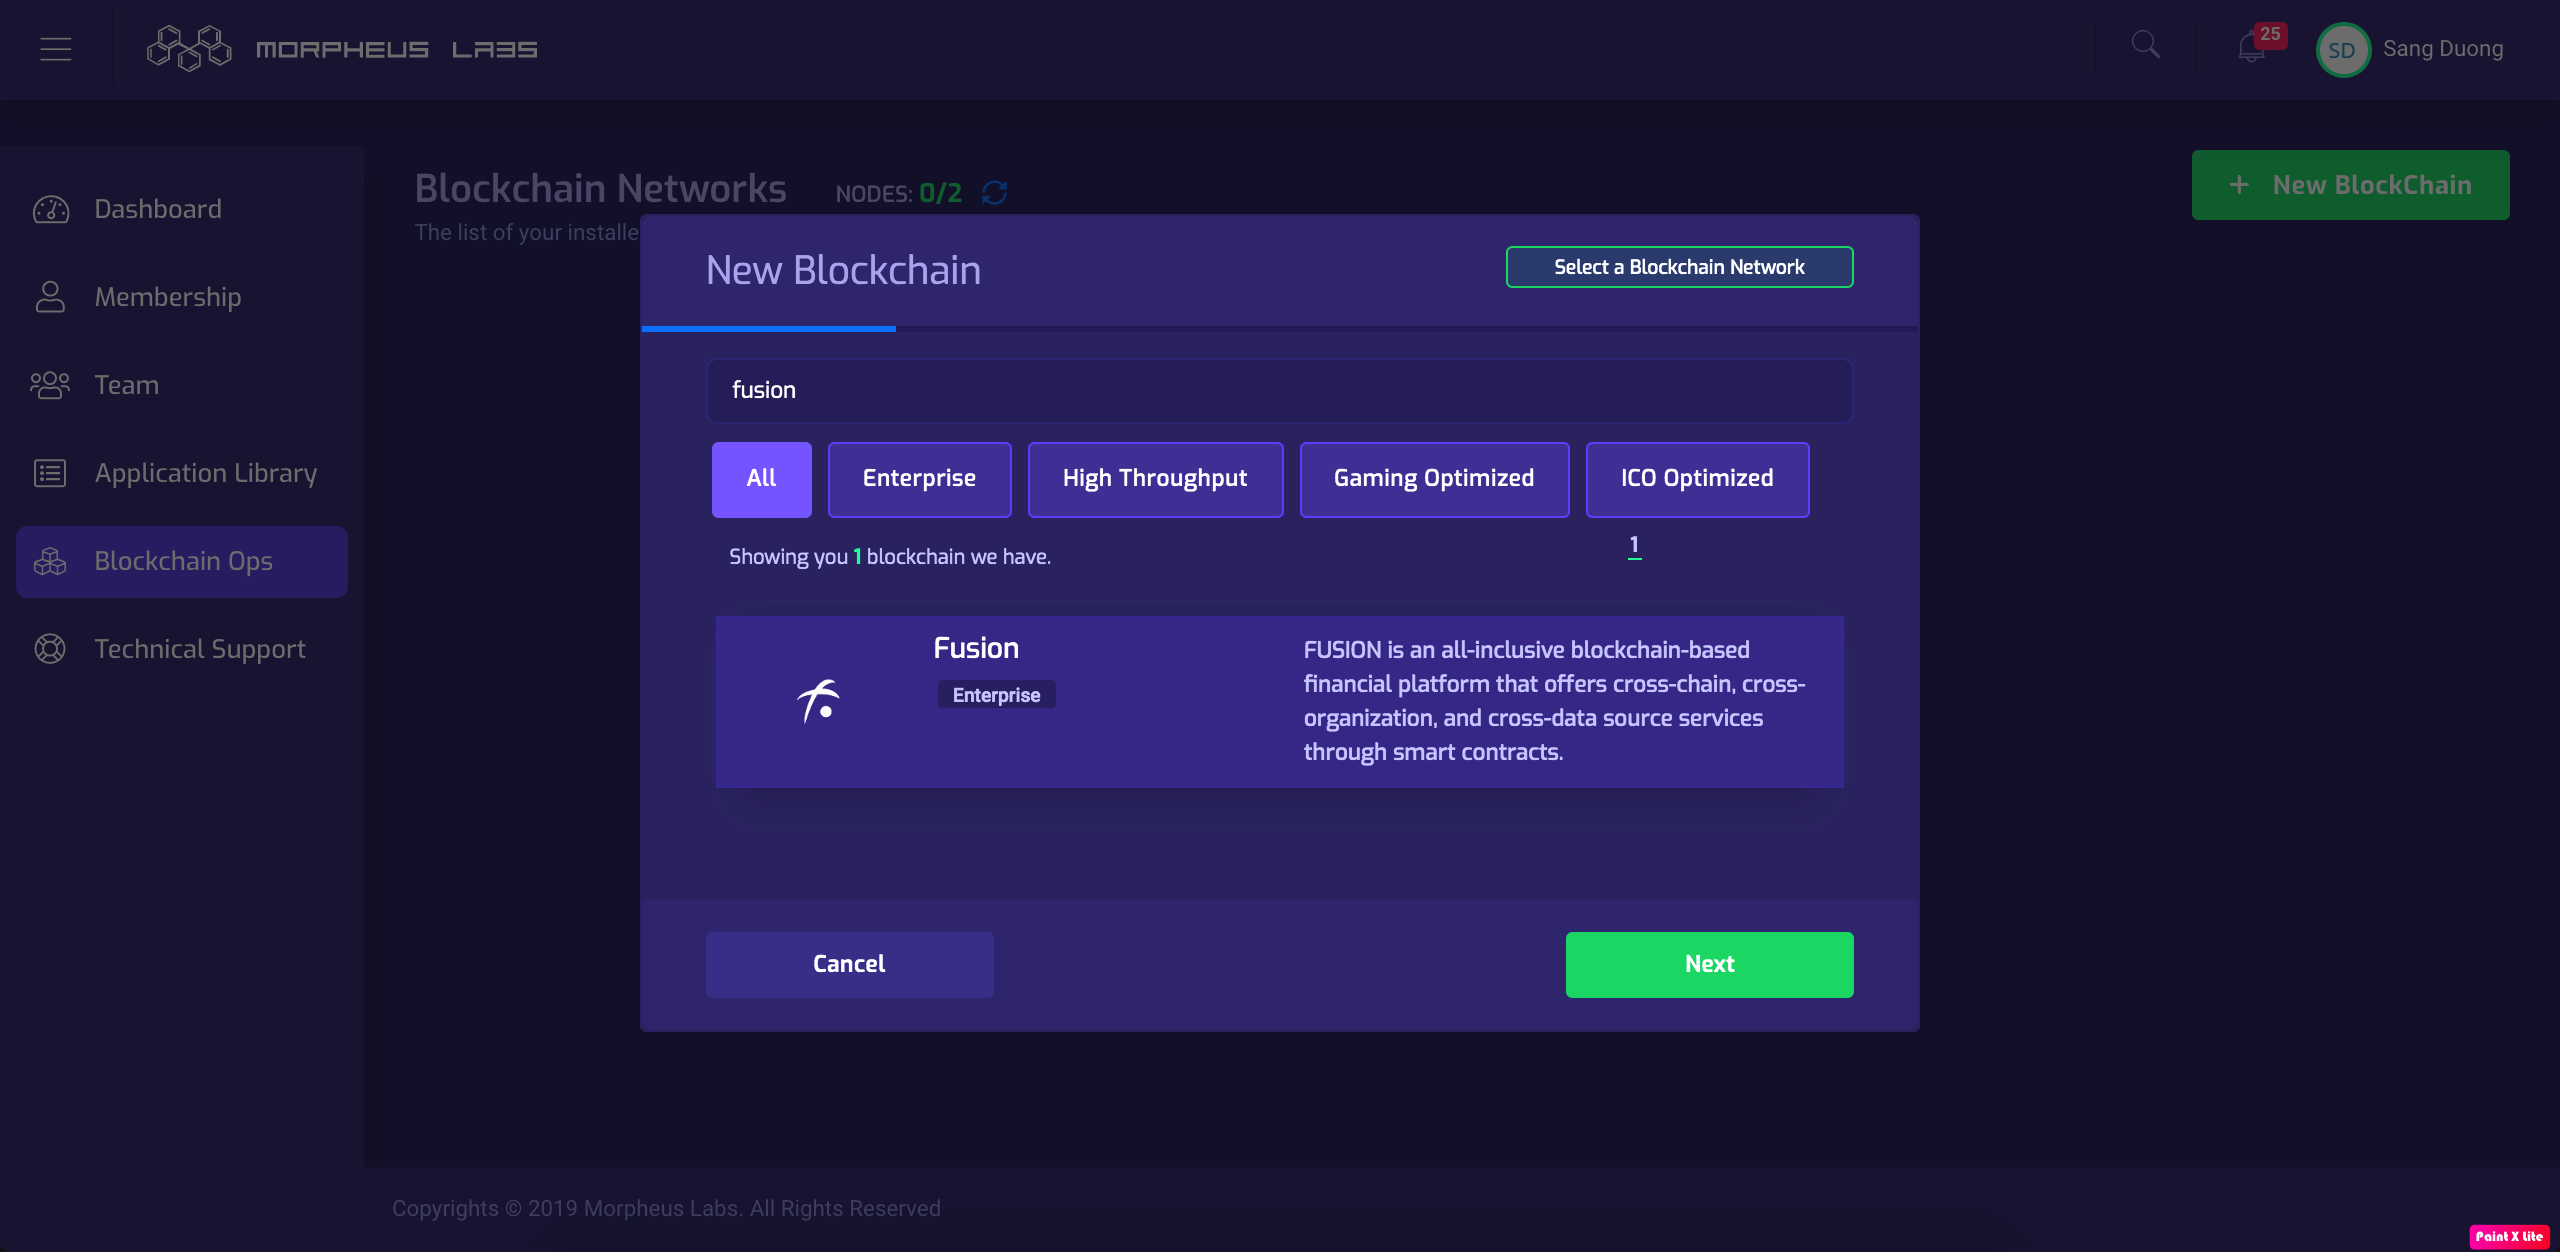 MORPHEUS LABS
25
SD
Sang Duong
Dashboard
Membership
Team
Application Library
Blockchain Ops
Technical Support
Blockchain Networks
NODES: 0/2
+ New BlockChain
The list of your installe
New Blockchain
Select a Blockchain Network
fusion
All
Enterprise
High Throughput
Gaming Optimized
ICO Optimized
Showing you 1 blockchain we have.
1
Fusion
Enterprise
FUSION is an all-inclusive blockchain-based
financial platform that offers cross-chain, cross-
organization, and cross-data source services
through smart contracts.
Cancel
Next
Copyrights © 2019 Morpheus Labs. All Rights Reserved
Paint X Lite